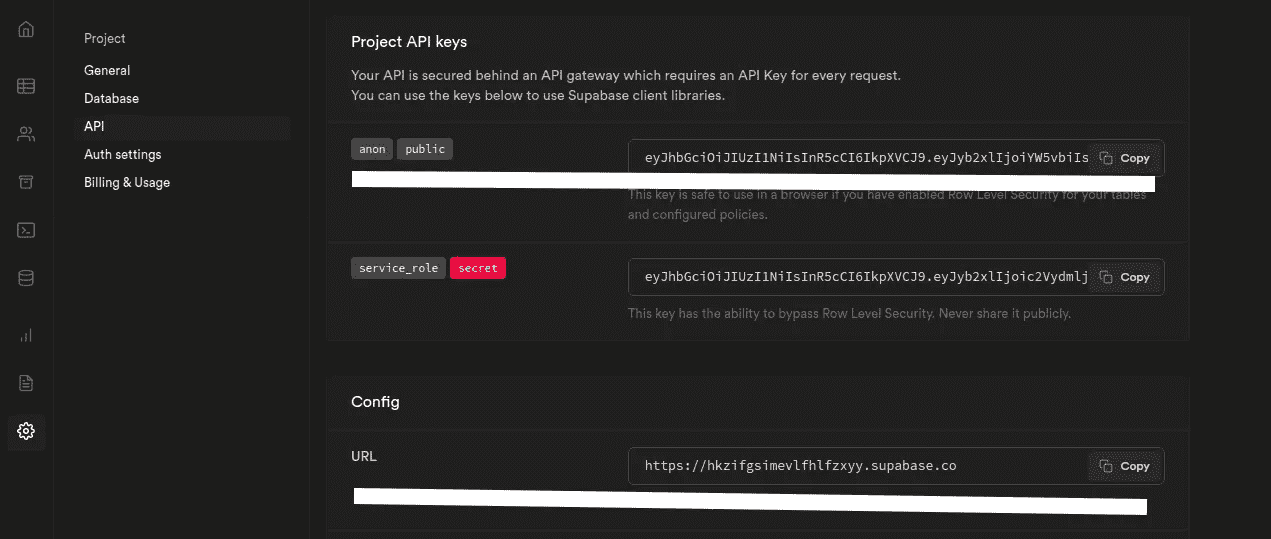 Project
General
Database
API
Auth settings
Billing & Usage
Project API keys
Your API is secured behind an API gateway which requires an API Key for every request.
You can use the keys below to use Supabase client libraries.
anon public
eyJhbGciOiJIUzI1NiIsInR5cCI6IkpXVCJ9.eyJyb2xlIjoiYW5vbiIs Copy
This key is safe to use in a browser if you have enabled Row Level Security for your tables
and configured policies.
service_role secret
eyJhbGciOiJIUzI1NiIsInR5cCI6IkpXVCJ9.eyJyb2xlIjoic2Vydmlj Copy
This key has the ability to bypass Row Level Security. Never share it publicly.
Config
URL
https://hkzifgsimevlfhlfzxyy.supabase.co Copy